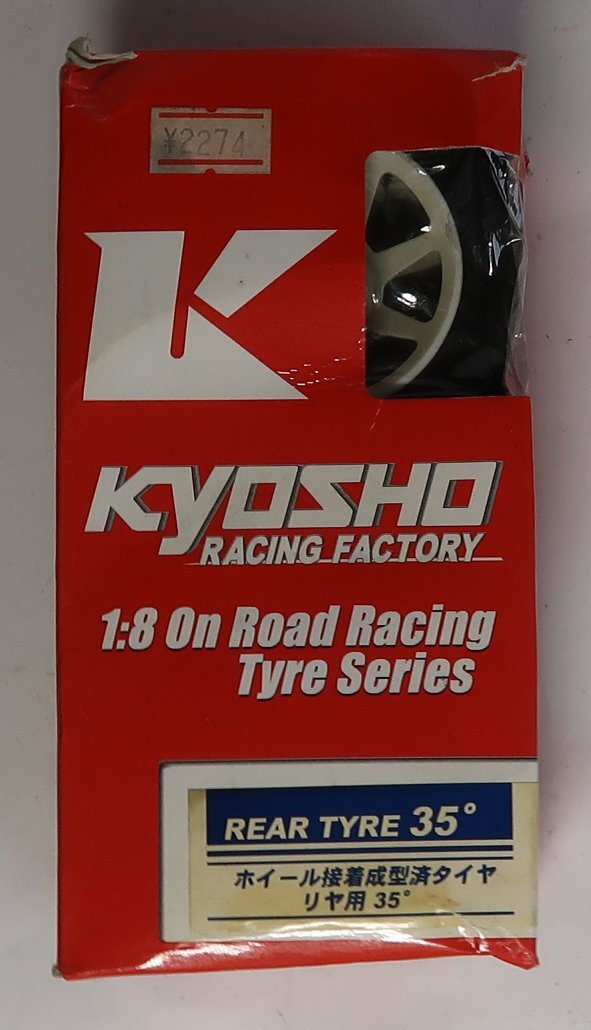 ¥2274
K
KYOSHO
RACING FACTORY
1:8 On Road Racing
Tyre Series
REAR TYRE 35°
ホイール接着成型済タイヤ
リヤ用 35°